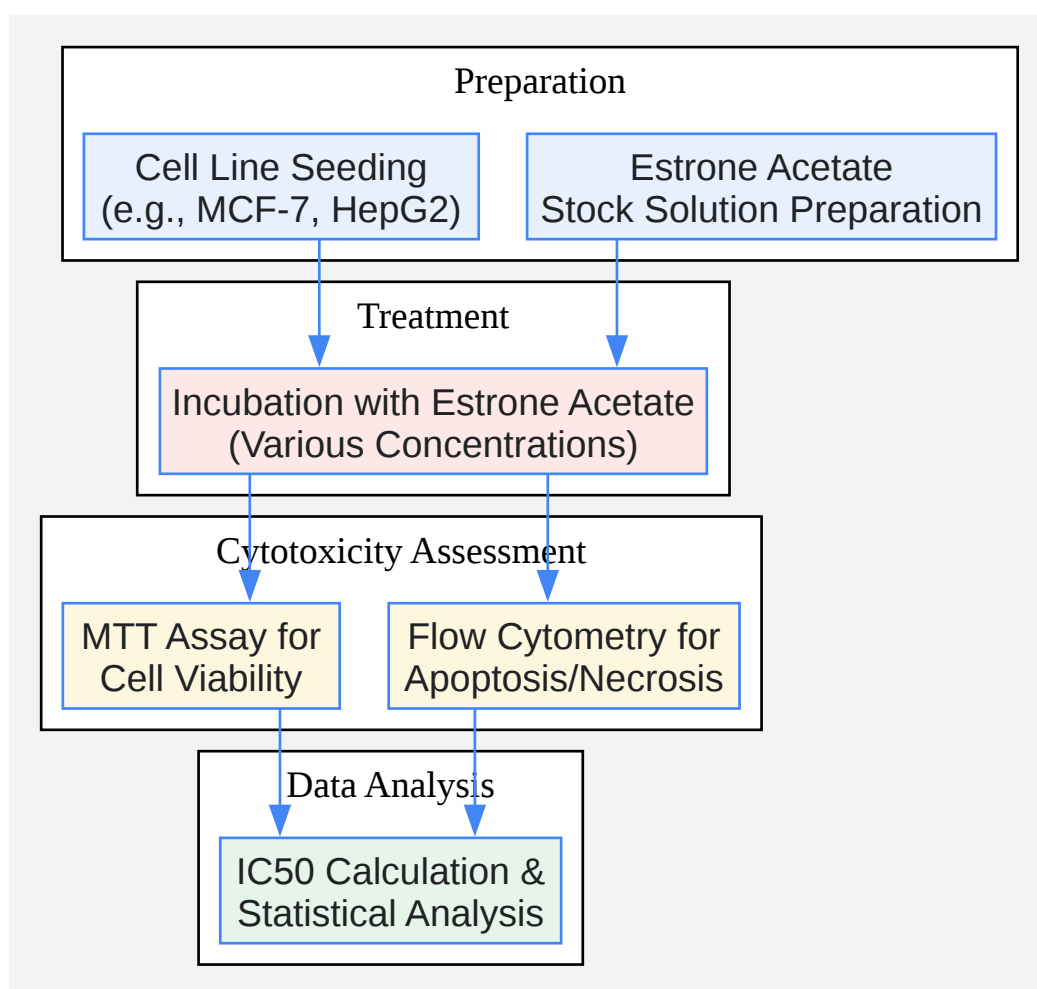 Preparation
Cell Line Seeding
(e.g., MCF-7, HepG2)
Estrone Acetate
Stock Solution Preparation
Treatment
Incubation with Estrone Acetate
(Various Concentrations)
Cytotoxicity Assessment
MTT Assay for
Cell Viability
Flow Cytometry for
Apoptosis/Necrosis
Data Analysis
IC50 Calculation &
Statistical Analysis